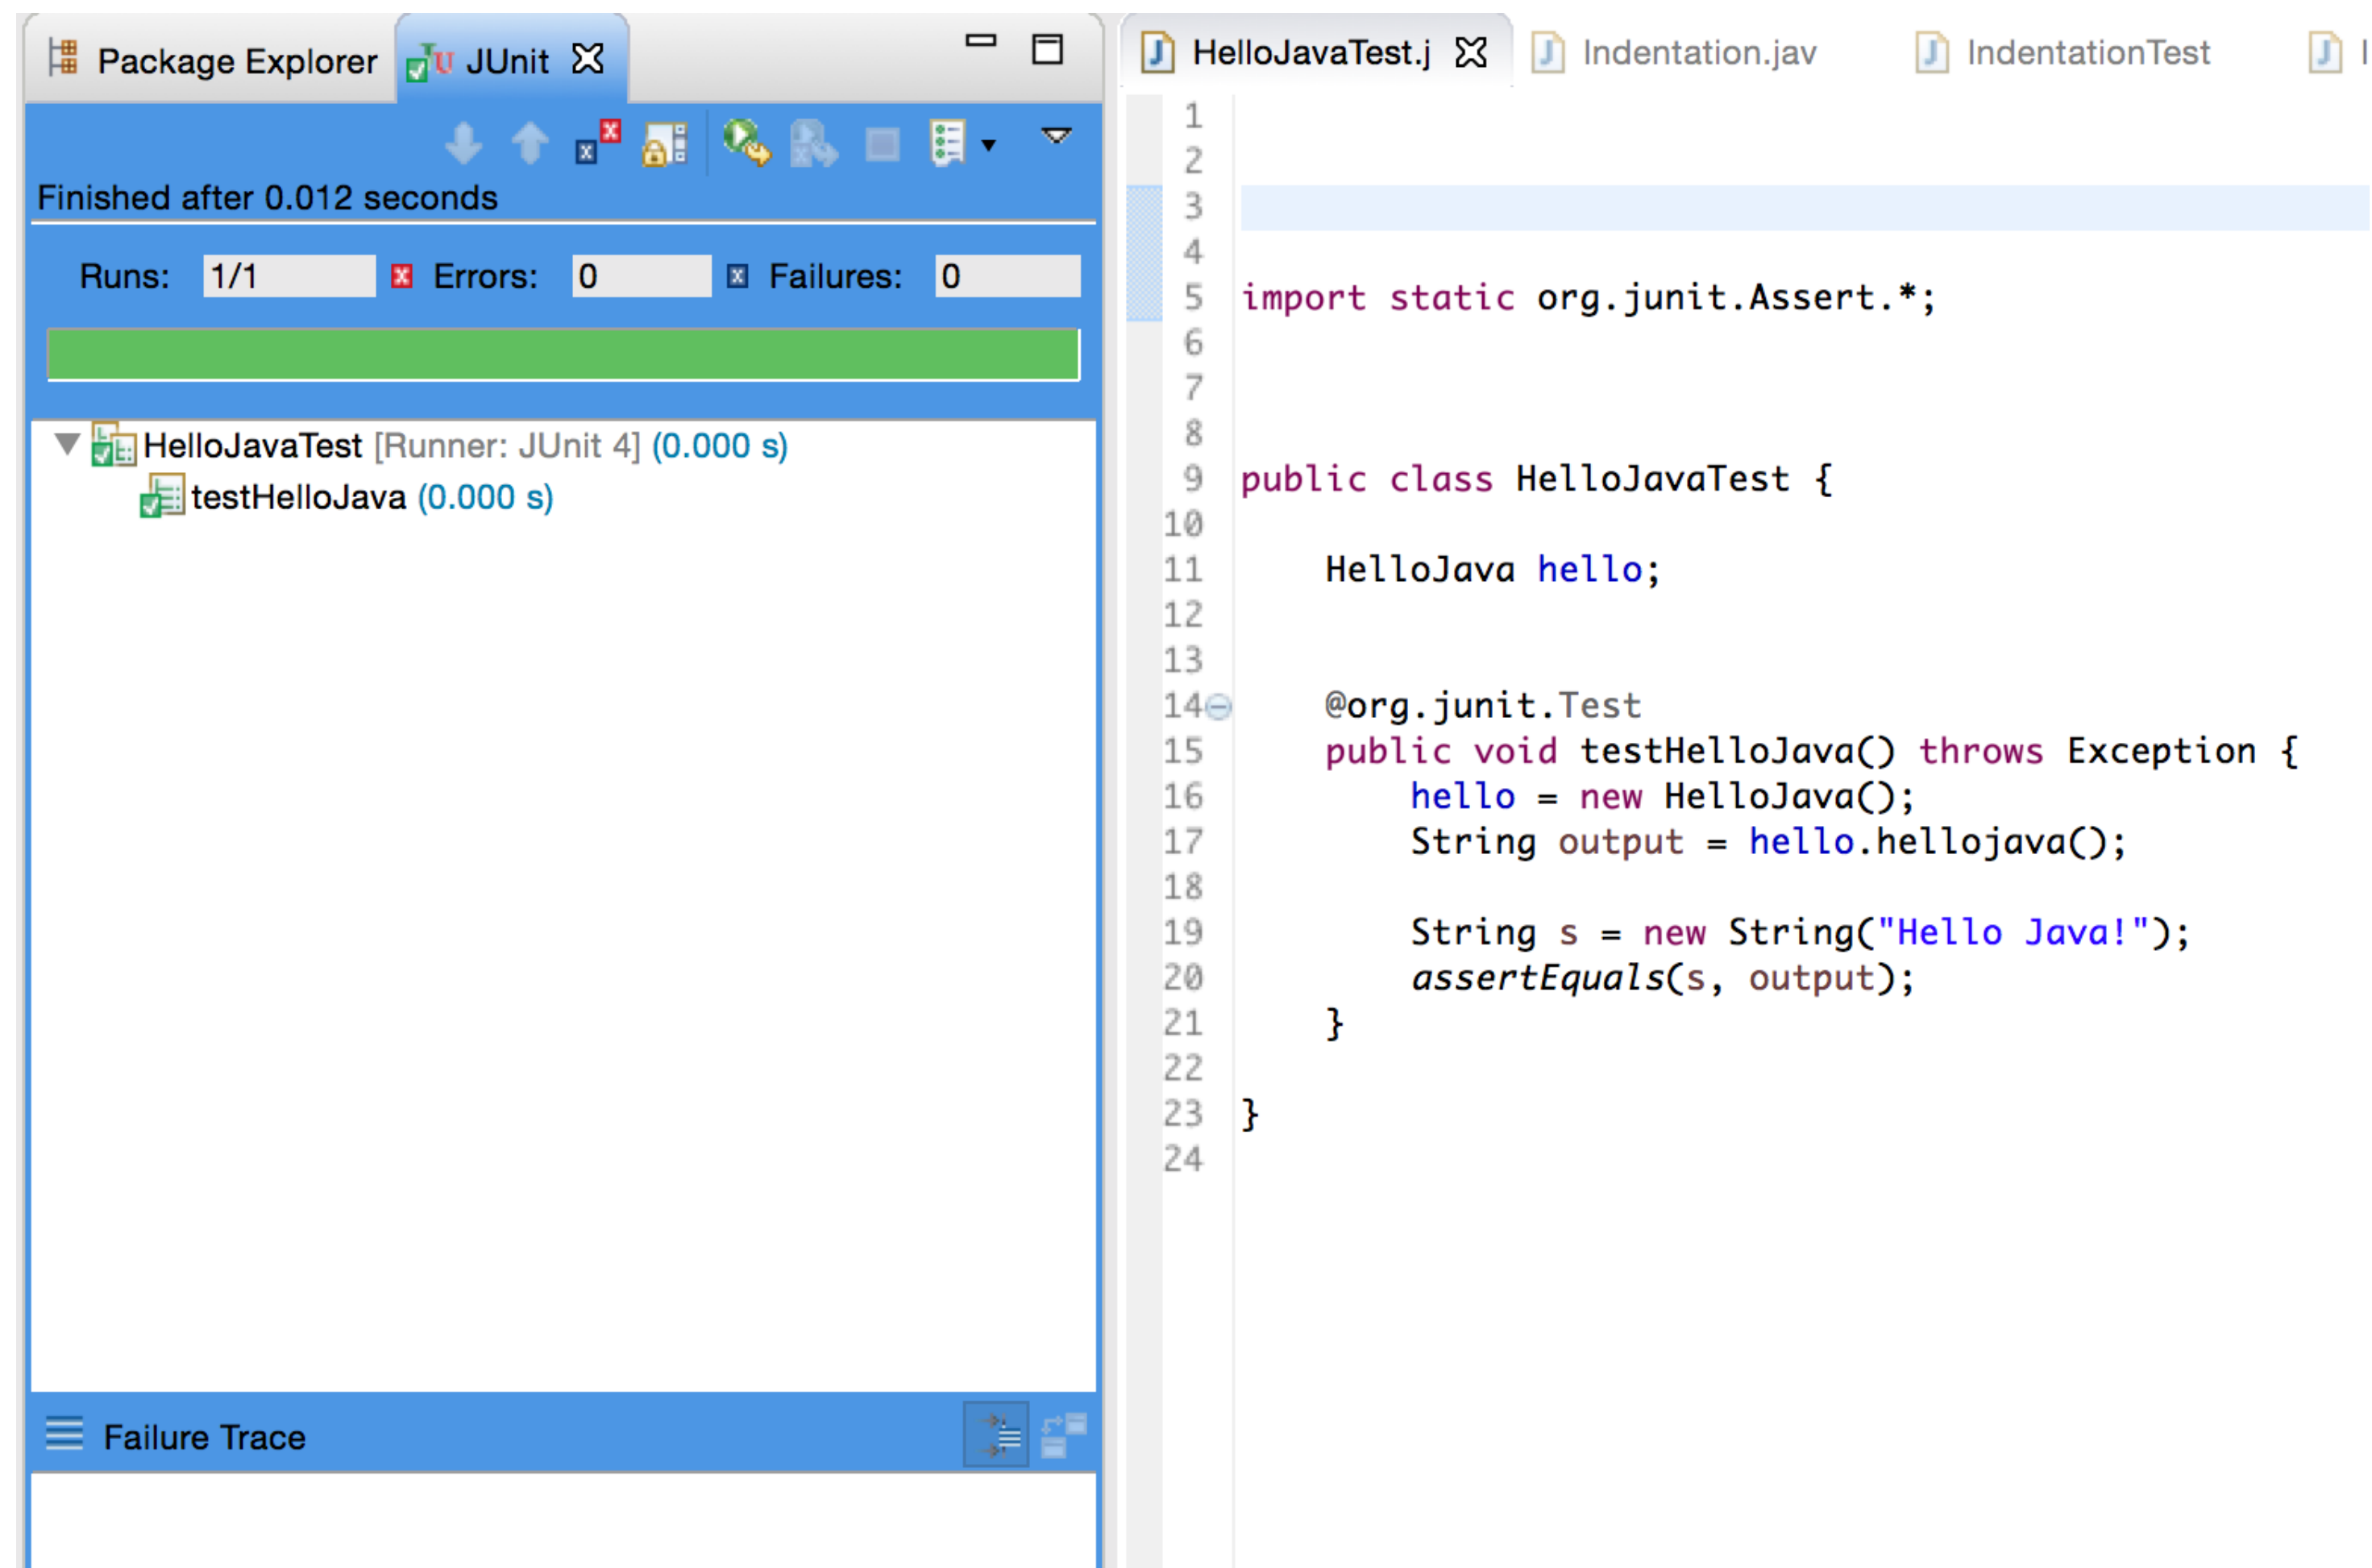 Package Explorer JUnit
Finished after 0.012 seconds
Runs: 1/1 Errors: 0 Failures: 0
HelloJavaTest [Runner: JUnit 4] (0.000 s)
testHelloJava (0.000 s)
Failure Trace
HelloJavaTest.j Indentation.jav IndentationTest I
1
2
3
4
5 import static org.junit.Assert.*;
6
7
8
9 public class HelloJavaTest {
10
11 HelloJava hello;
12
13
14 @org.junit.Test
15 public void testHelloJava() throws Exception {
16 hello = new HelloJava();
17 String output = hello.hellojava();
18
19 String s = new String("Hello Java!");
20 assertEquals(s, output);
21 }
22
23 }
24